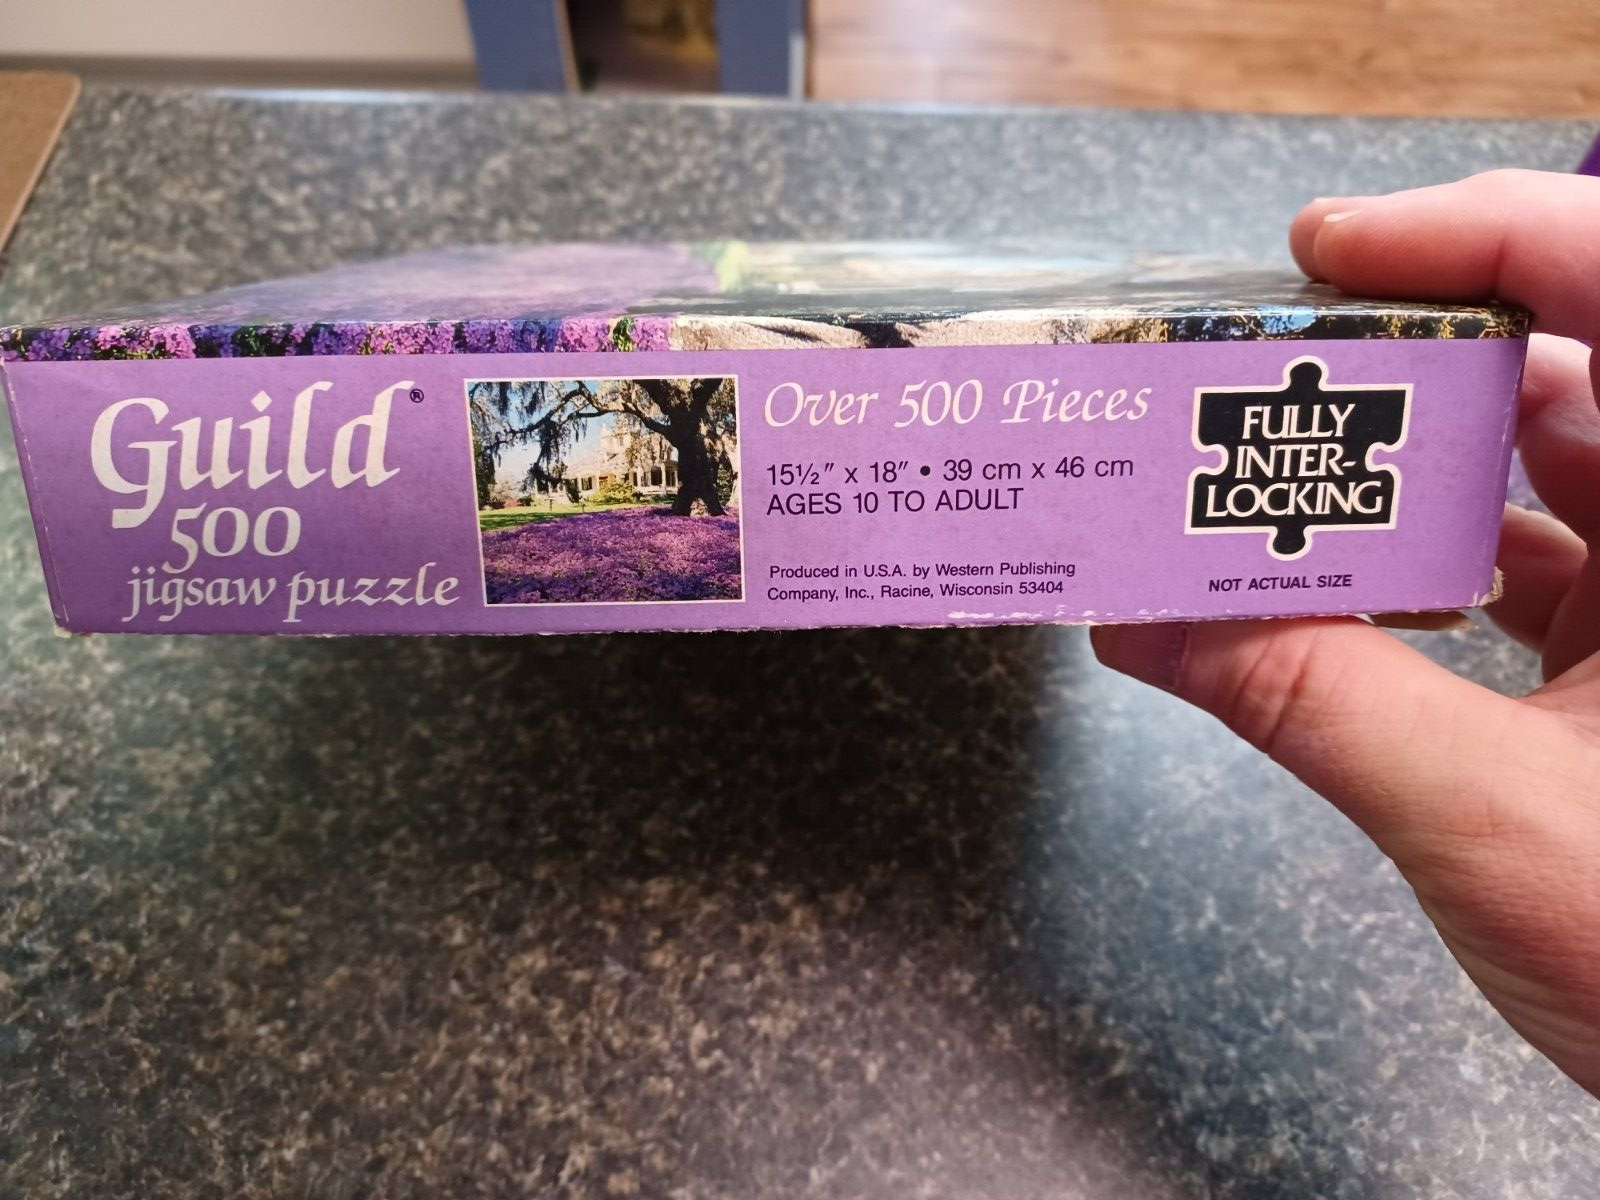 Guild®
500
jigsaw puzzle
Over 500 Pieces
15½" x 18" • 39 cm x 46 cm
AGES 10 TO ADULT
Produced in U.S.A. by Western Publishing
Company, Inc., Racine, Wisconsin 53404
FULLY
INTER-
LOCKING
NOT ACTUAL SIZE